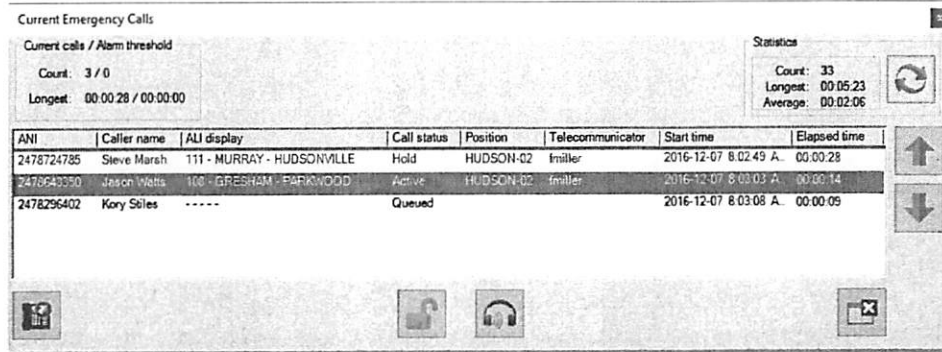 Current Emergency Calls
Current calls / Alarm threshold
Count: 3 / 0
Longest: 00:00:28 / 00:00:00
Statistics
Count: 33
Longest: 00:05:23
Average: 00:02:06
ANI Caller name ALI display Call status Position Telecommunicator Start time Elapsed time
2478724785 Steve Marsh 111 - MURRAY - HUDSONVILLE Hold HUDSON-02 fmiller 2016-12-07 8:02:49 A... 00:00:28
Jason Watts GRESHAM - PARKWOOD Active HUDSON-02 fmiller 2016-12-07 8:03:03 A... 00:00:14
2478296402 Kory Stiles - - - - - Queued 2016-12-07 8:03:08 A... 00:00:09